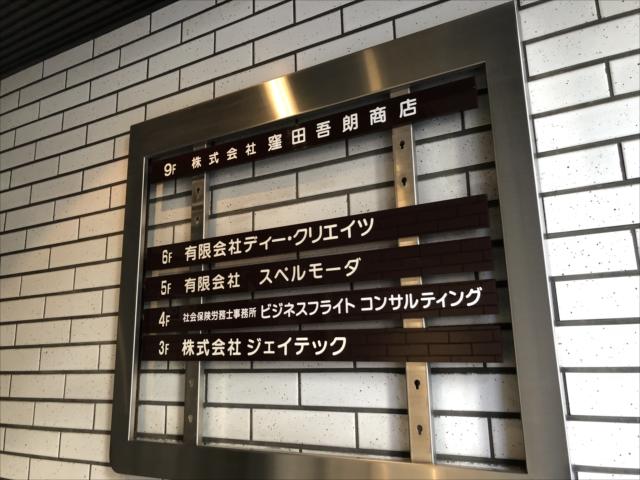 9F 株式会社 窪田吾朗商店
6F 有限会社ディー・クリエイツ
5F 有限会社 スペルモーダ
4F 社会保険労務士事務所 ビジネスフライト コンサルティング
3F 株式会社 ジェイテック